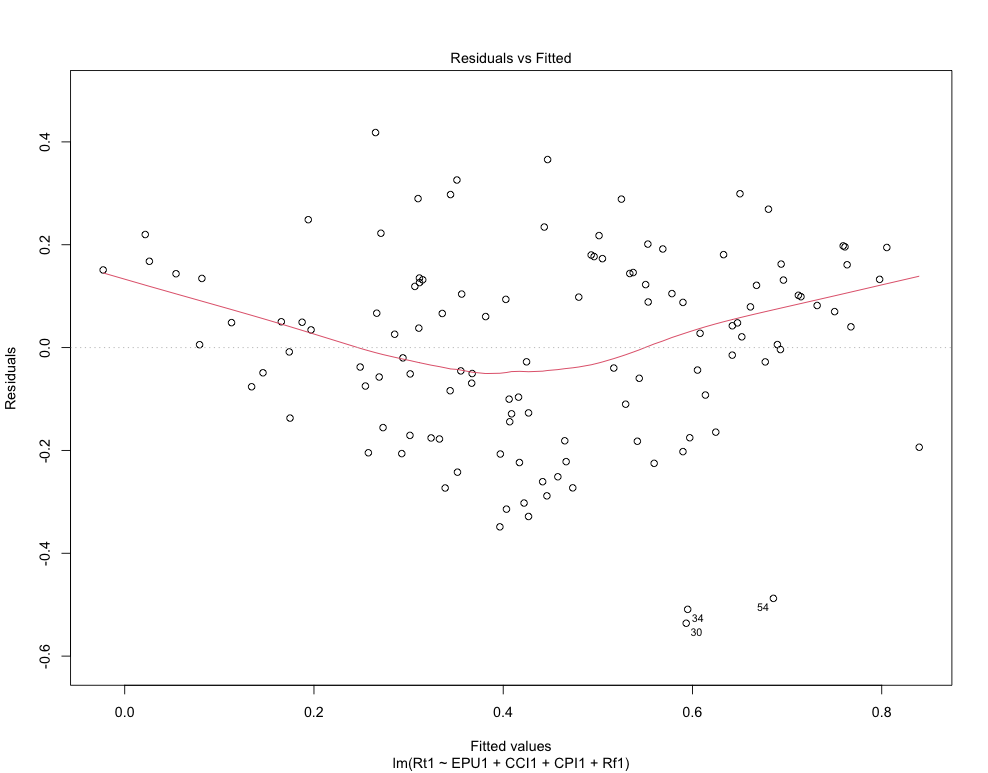 Residuals vs Fitted
Residuals
0.4
0.2
0.0
-0.2
-0.4
-0.6
54
34
30
0.0 0.2 0.4 0.6 0.8
Fitted values
lm(Rt1 ~ EPU1 + CCI1 + CPI1 + Rf1)